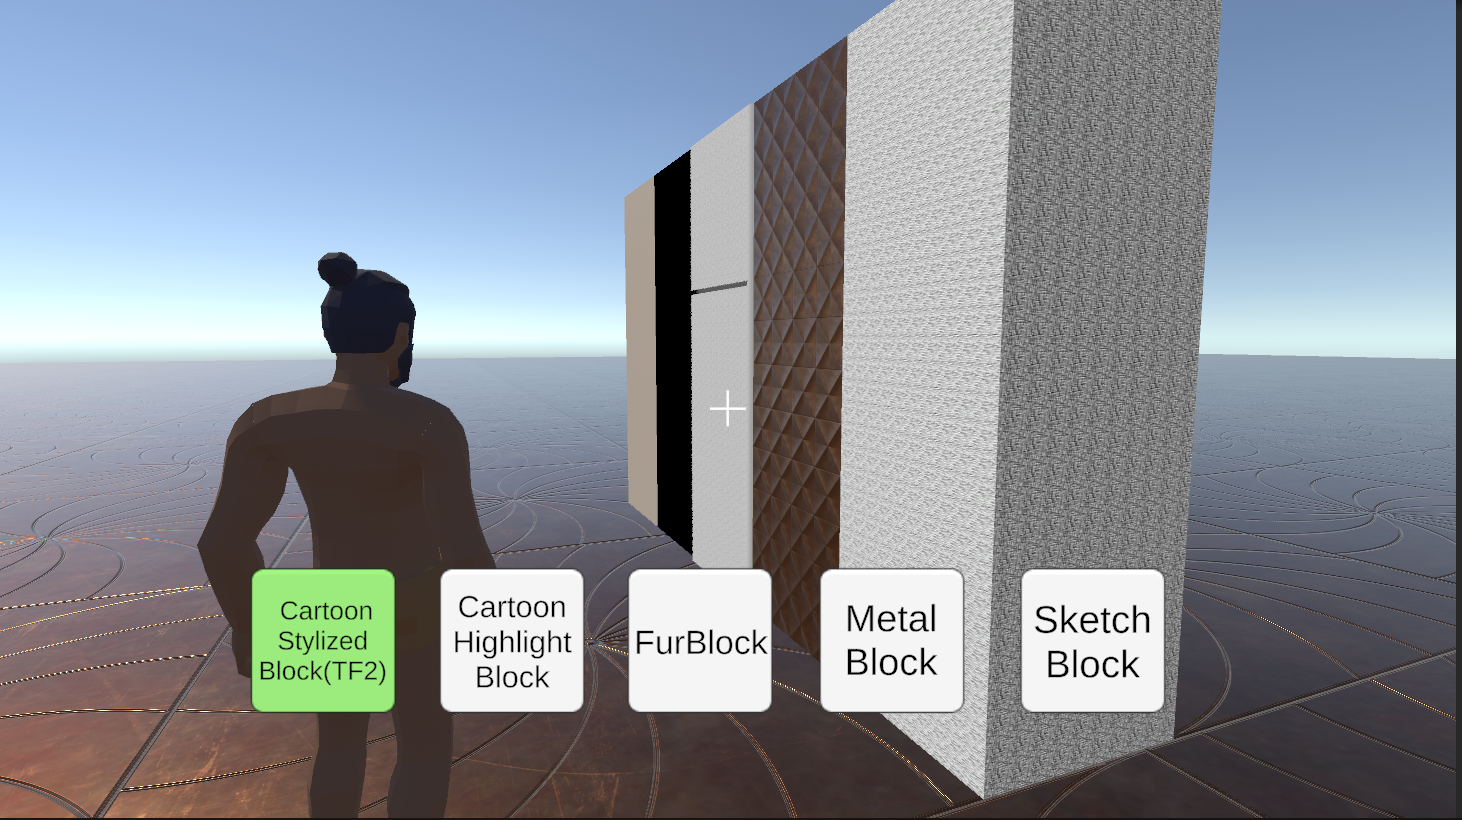 Cartoon
Stylized
Block(TF2)
Cartoon
Highlight
Block
FurBlock
Metal
Block
Sketch
Block